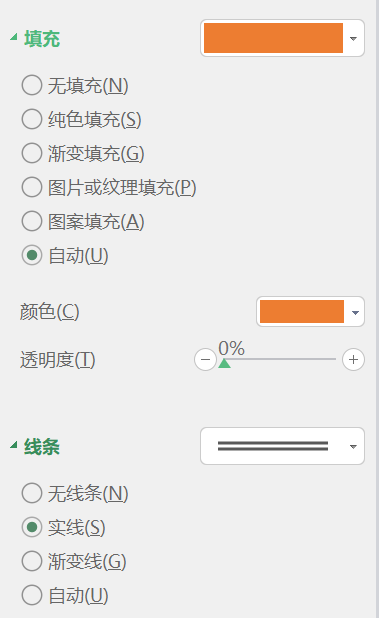 填充
无填充(N)
纯色填充(S)
渐变填充(G)
图片或纹理填充(P)
图案填充(A)
自动(U)
颜色(C)
透明度(T) 0%
线条
无线条(N)
实线(S)
渐变线(G)
自动(U)